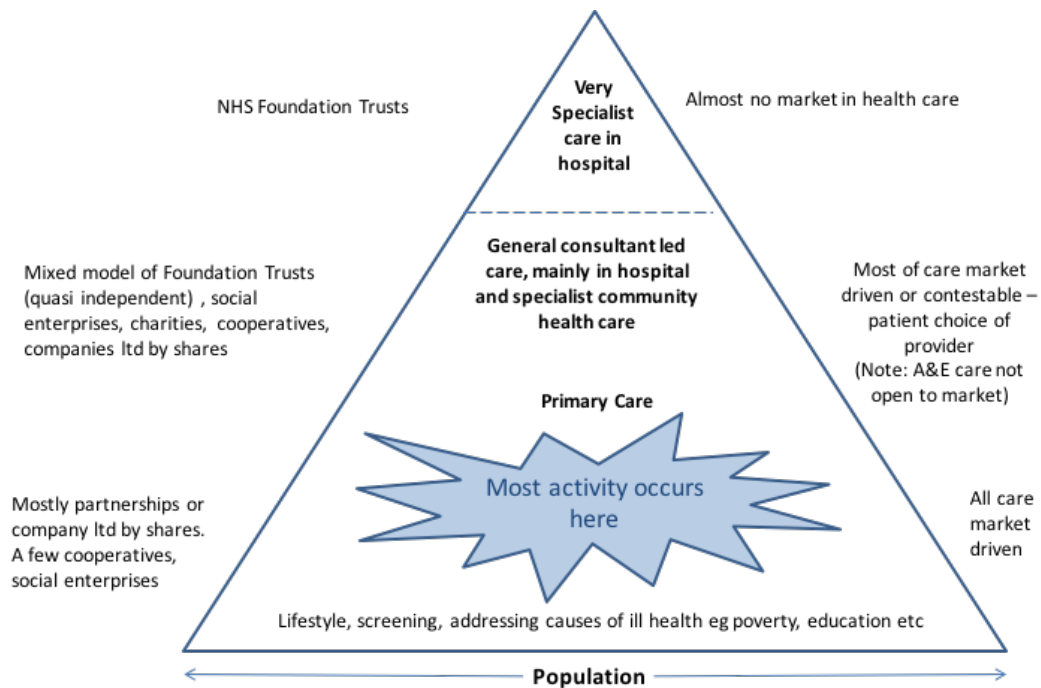 NHS Foundation Trusts
Very
Specialist
care in
hospital
Almost no market in health care
Mixed model of Foundation Trusts
(quasi independent) , social
enterprises, charities, cooperatives,
companies ltd by shares
General consultant led
care, mainly in hospital
and specialist community
health care
Most of care market
driven or contestable –
patient choice of
provider
(Note: A&E care not
open to market)
Primary Care
Most activity occurs
here
Mostly partnerships or
company ltd by shares.
A few cooperatives,
social enterprises
All care
market
driven
Lifestyle, screening, addressing causes of ill health eg poverty, education etc
Population